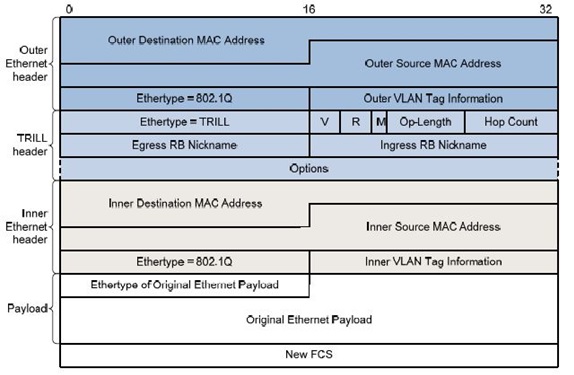 0 16 32
Outer Ethernet header
Outer Destination MAC Address
Outer Source MAC Address
Ethertype = 802.1Q Outer VLAN Tag Information
TRILL header
Ethertype = TRILL V R M Op-Length Hop Count
Egress RB Nickname Ingress RB Nickname
Options
Inner Ethernet header
Inner Destination MAC Address
Inner Source MAC Address
Ethertype = 802.1Q Inner VLAN Tag Information
Payload
Ethertype of Original Ethernet Payload
Original Ethernet Payload
New FCS